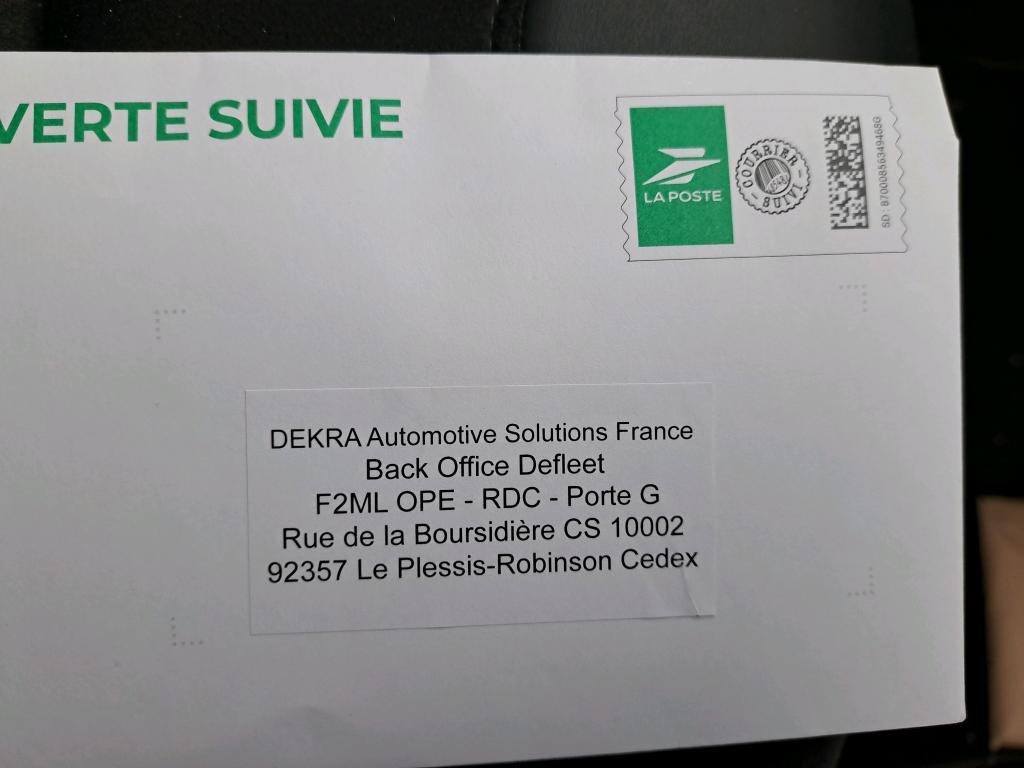 VERTE SUIVIE
LA POSTE
COURRIER
SUIVI
SD : 87000856349468G
DEKRA Automotive Solutions France
Back Office Defleet
F2ML OPE - RDC - Porte G
Rue de la Boursidière CS 10002
92357 Le Plessis-Robinson Cedex